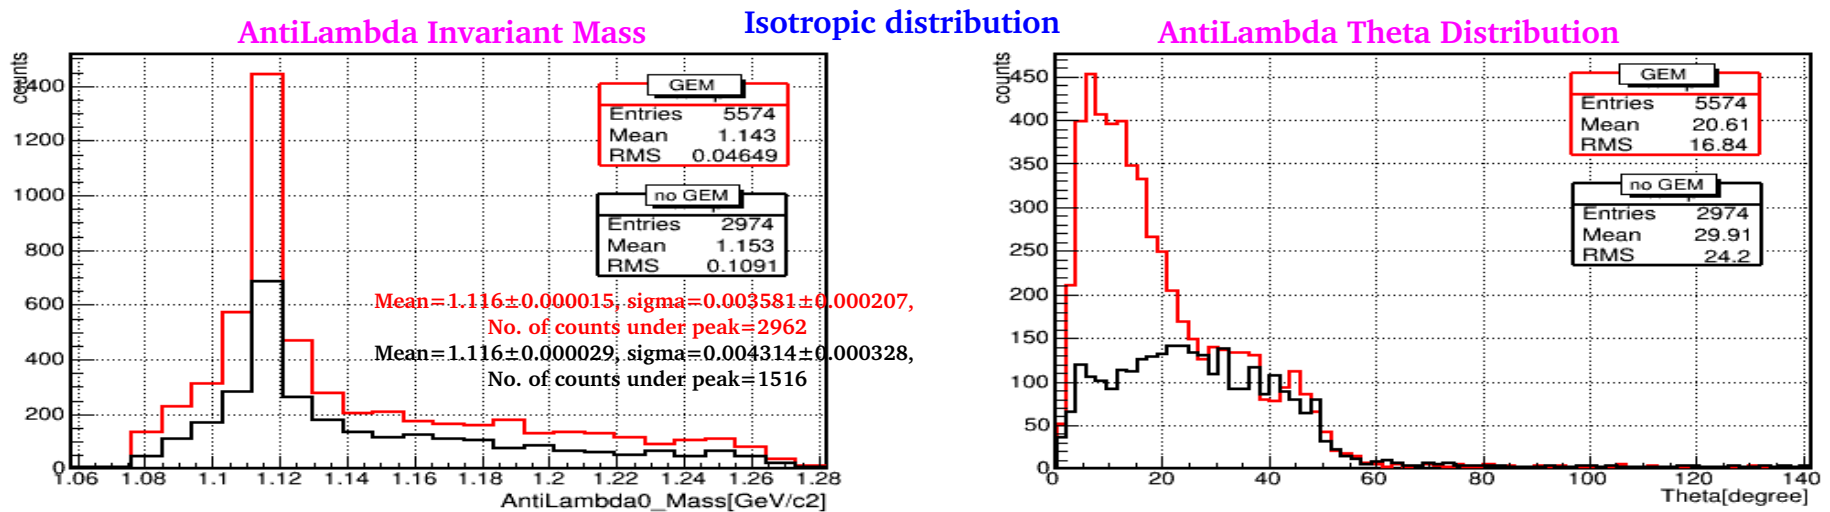 Isotropic distribution
AntiLambda Invariant Mass
counts
1400
1200
1000
800
600
400
200
0
1.06 1.08 1.1 1.12 1.14 1.16 1.18 1.2 1.22 1.24 1.26 1.28
AntiLambda0_Mass[GeV/c2]
GEM
Entries 5574
Mean 1.143
RMS 0.04649
no GEM
Entries 2974
Mean 1.153
RMS 0.1091
Mean=1.116±0.000015, sigma=0.003581±0.000207,
No. of counts under peak=2962
Mean=1.116±0.000029, sigma=0.004314±0.000328,
No. of counts under peak=1516
AntiLambda Theta Distribution
counts
450
400
350
300
250
200
150
100
50
0
0 20 40 60 80 100 120 140
Theta[degree]
GEM
Entries 5574
Mean 20.61
RMS 16.84
no GEM
Entries 2974
Mean 29.91
RMS 24.2